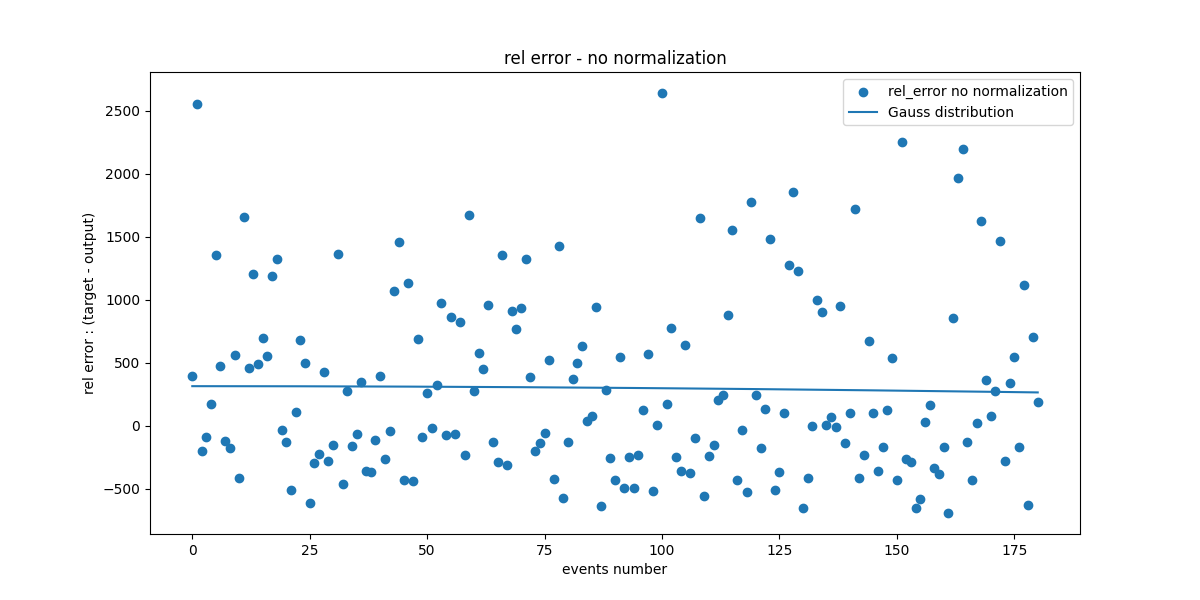 rel error - no normalization
rel_error no normalization
Gauss distribution
rel error : (target - output)
2500
2000
1500
1000
500
0
−500
0 25 50 75 100 125 150 175
events number